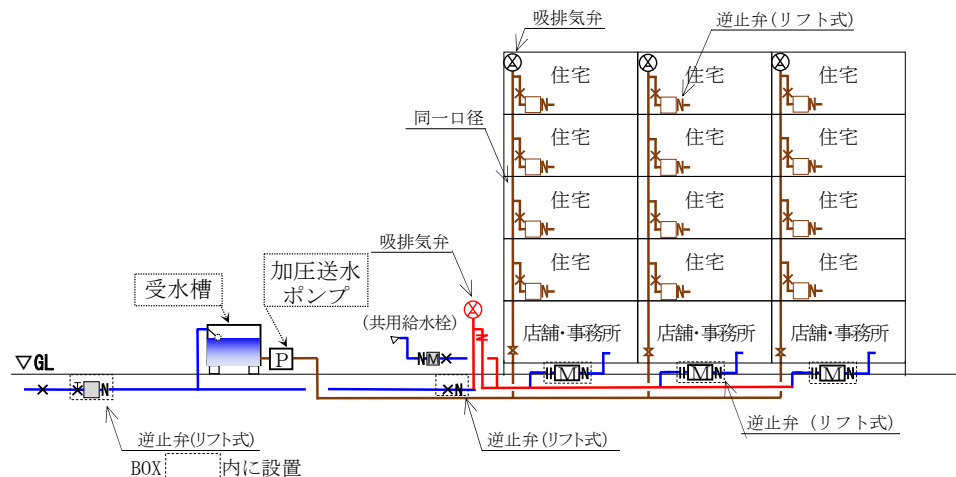 吸排気弁
逆止弁(リフト式)
住宅 住宅 住宅
同一口径
住宅 住宅 住宅
住宅 住宅 住宅
吸排気弁
住宅 住宅 住宅
受水槽
加圧送水
ポンプ
(共用給水栓)
店舗・事務所 店舗・事務所 店舗・事務所
▽GL
P
M
M M M
N
逆止弁(リフト式)
逆止弁(リフト式)
逆止弁 (リフト式)
BOX 内に設置